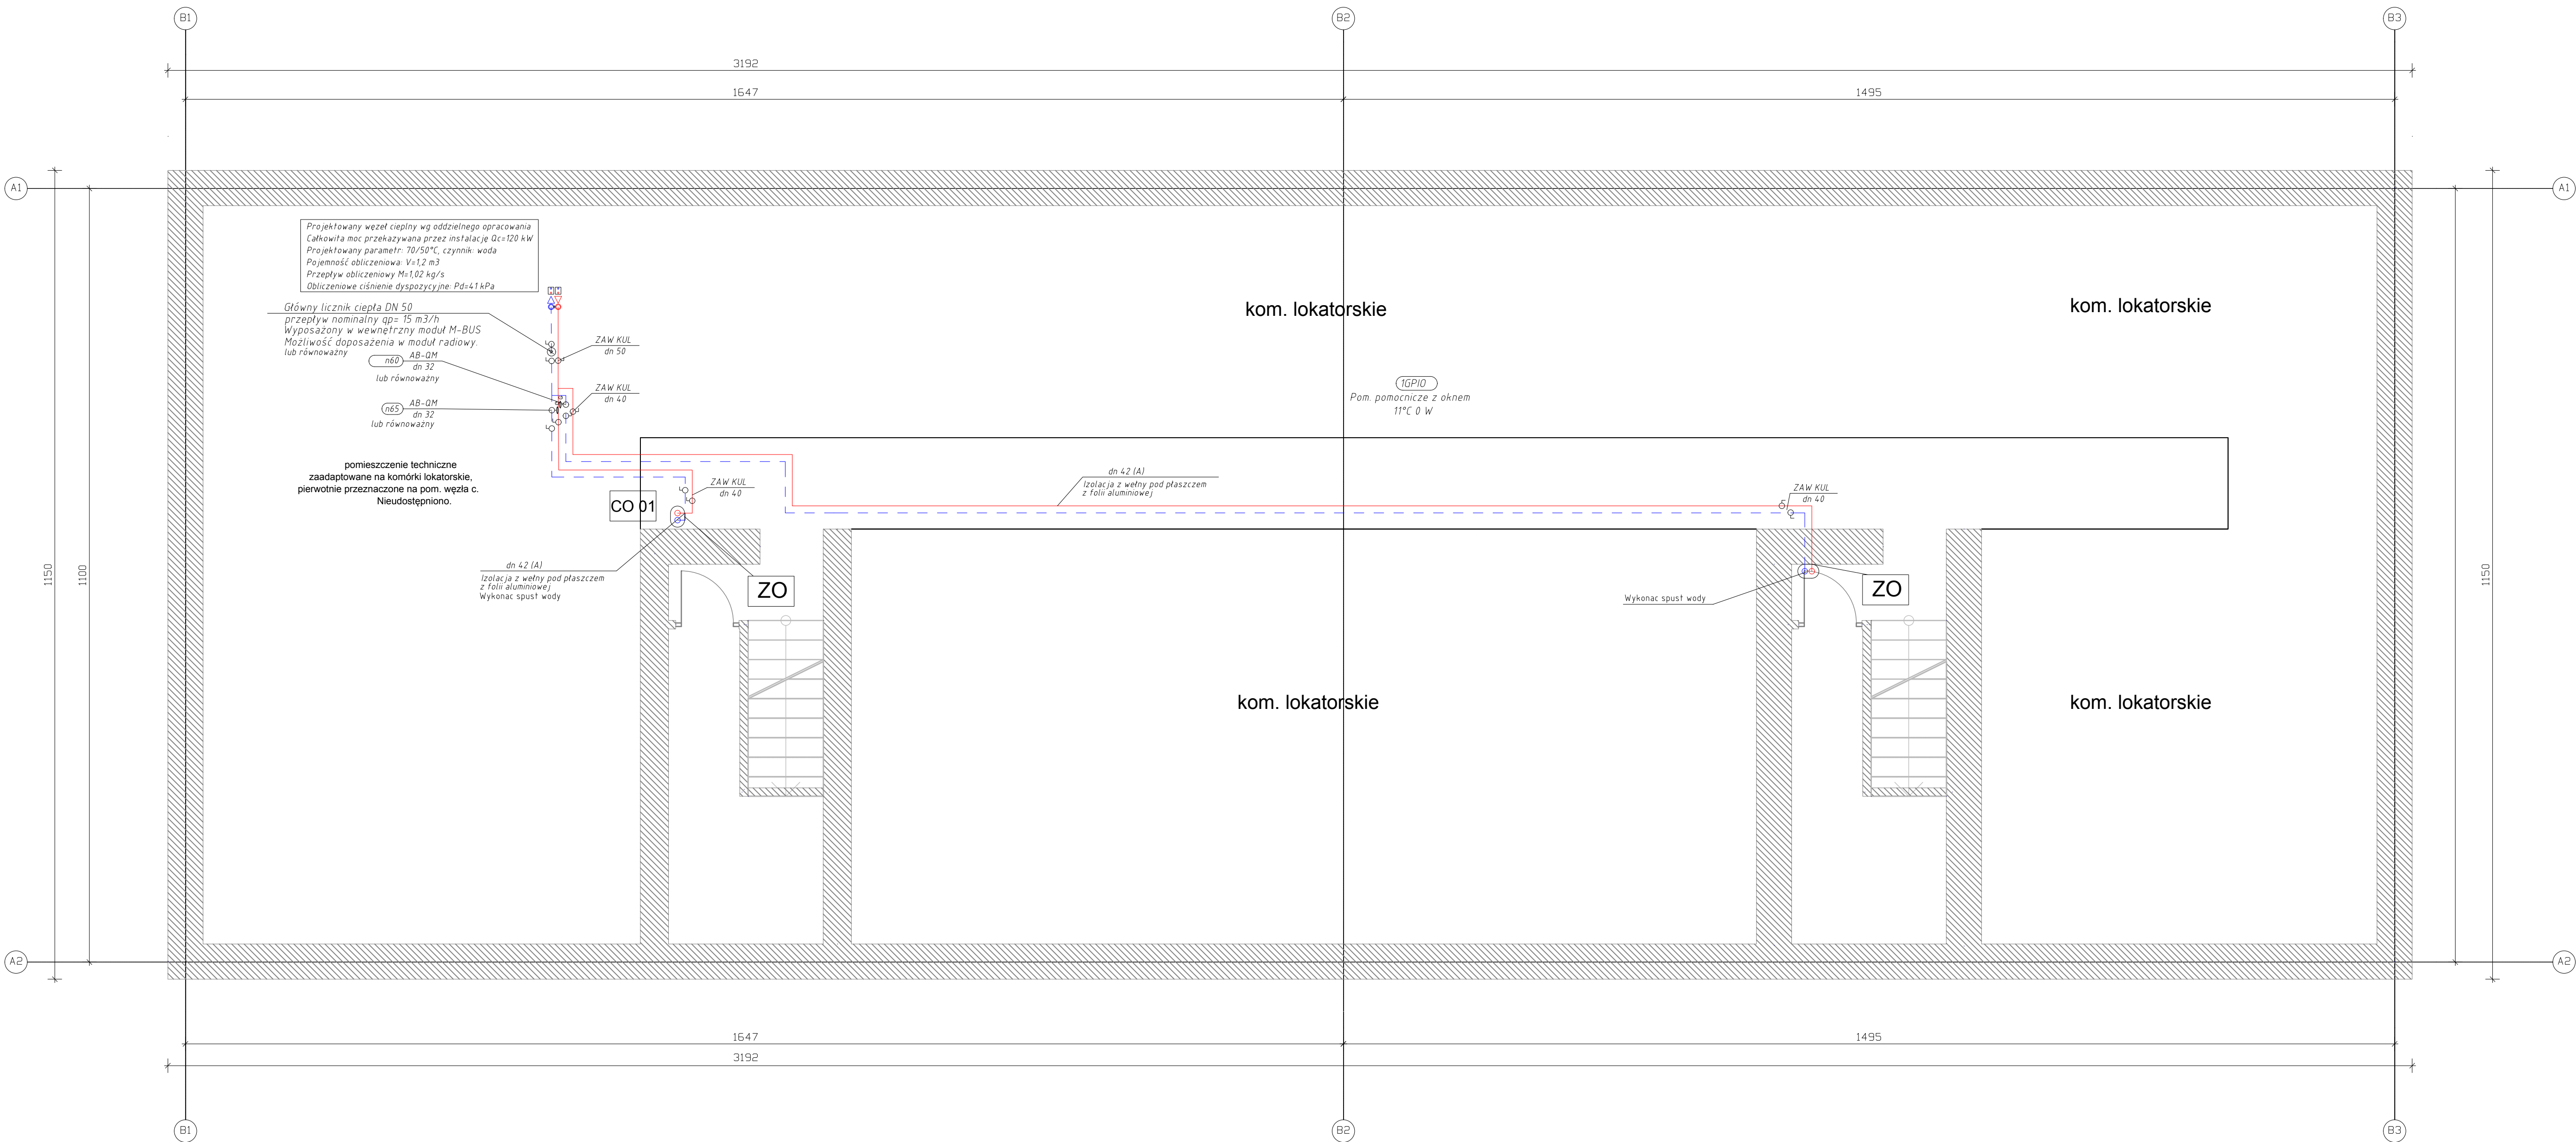 B1
B2
B3
3192
1647
1495
A1
A1
Projektowany węzeł cieplny wg oddzielnego opracowania
Całkowita moc przekazywana przez instalację Qc=120 kW
Projektowany parametr: 70/50°C, czynnik: woda
Pojemność obliczeniowa: V=1,2 m3
Przepływ obliczeniowy M=1,02 kg/s
Obliczeniowe ciśnienie dyspozycyjne: Pd=41 kPa
Główny licznik ciepła DN 50
przepływ nominalny qp= 15 m3/h
Wyposażony w wewnętrzny moduł M-BUS
Możliwość doposażenia w moduł radiowy.
lub równoważny
n60
AB-QM
dn 32
lub równoważny
n65
AB-QM
dn 32
lub równoważny
ZAW KUL
dn 50
ZAW KUL
dn 40
kom. lokatorskie
kom. lokatorskie
1GPIO
Pom. pomocnicze z oknem
11°C 0 W
pomieszczenie techniczne
zaadaptowane na komórki lokatorskie,
pierwotnie przeznaczone na pom. węzła c.
Nieudostępniono.
CO 01
ZAW KUL
dn 40
dn 42 (A)
Izolacja z wełny pod płaszczem
z folii aluminiowej
ZAW KUL
dn 40
dn 42 (A)
Izolacja z wełny pod płaszczem
z folii aluminiowej
Wykonac spust wody
ZO
Wykonac spust wody
ZO
1150
1100
1150
kom. lokatorskie
kom. lokatorskie
A2
A2
1647
1495
3192
B1
B2
B3